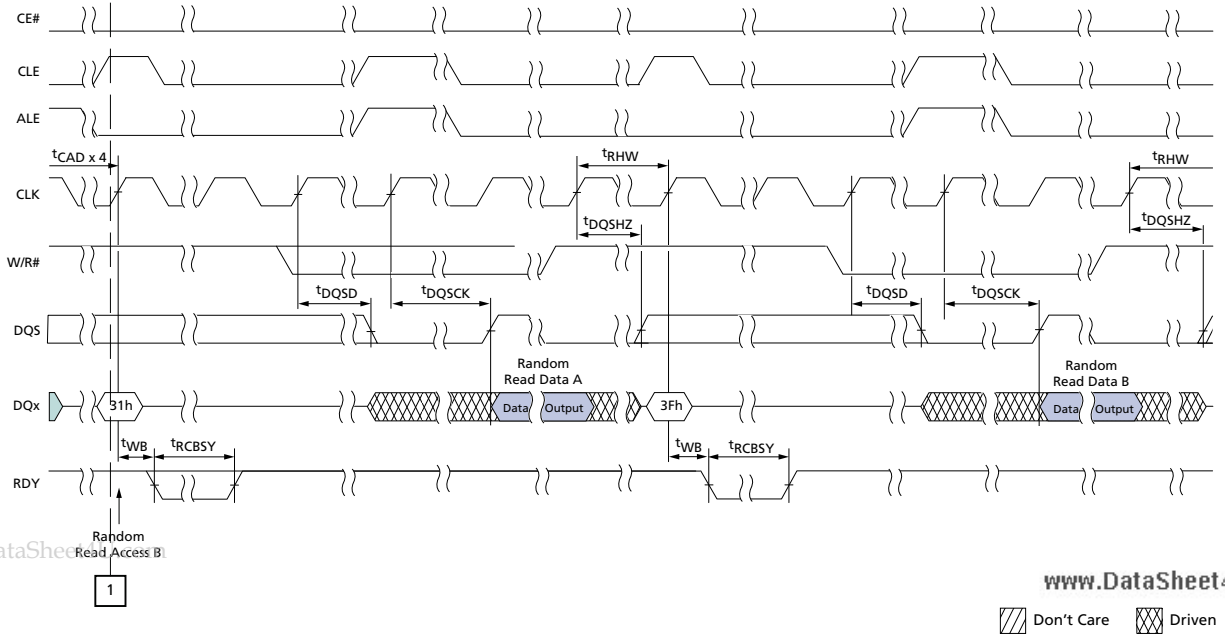 CE#
CLE
ALE
tCAD x 4
tRHW
tRHW
CLK
tDQSHZ
tDQSHZ
W/R#
tDQSD
tDQSCK
tDQSD
tDQSCK
DQS
Random
Read Data A
Random
Read Data B
DQx
31h
Data
Output
3Fh
Data
Output
tWB
tRCBSY
tWB
tRCBSY
RDY
Random
Read Access B
1
www.DataSheet4
Don't Care
Driven